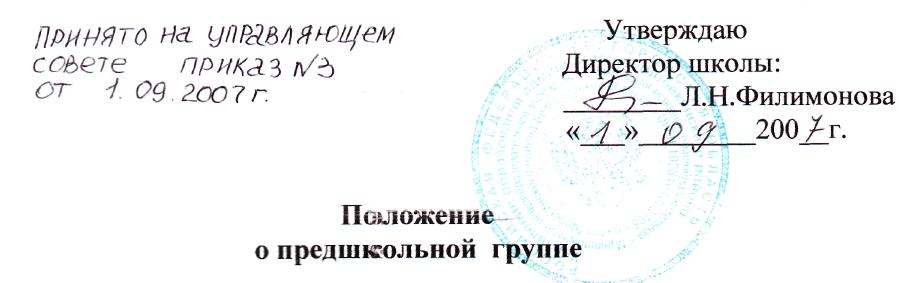 принято на управляющем
совете приказ №3
от 1.09.2007г.
Утверждаю
Директор школы:
Л.Н.Филимонова
«1» 09 2007г.
Положение
о предшкольной группе